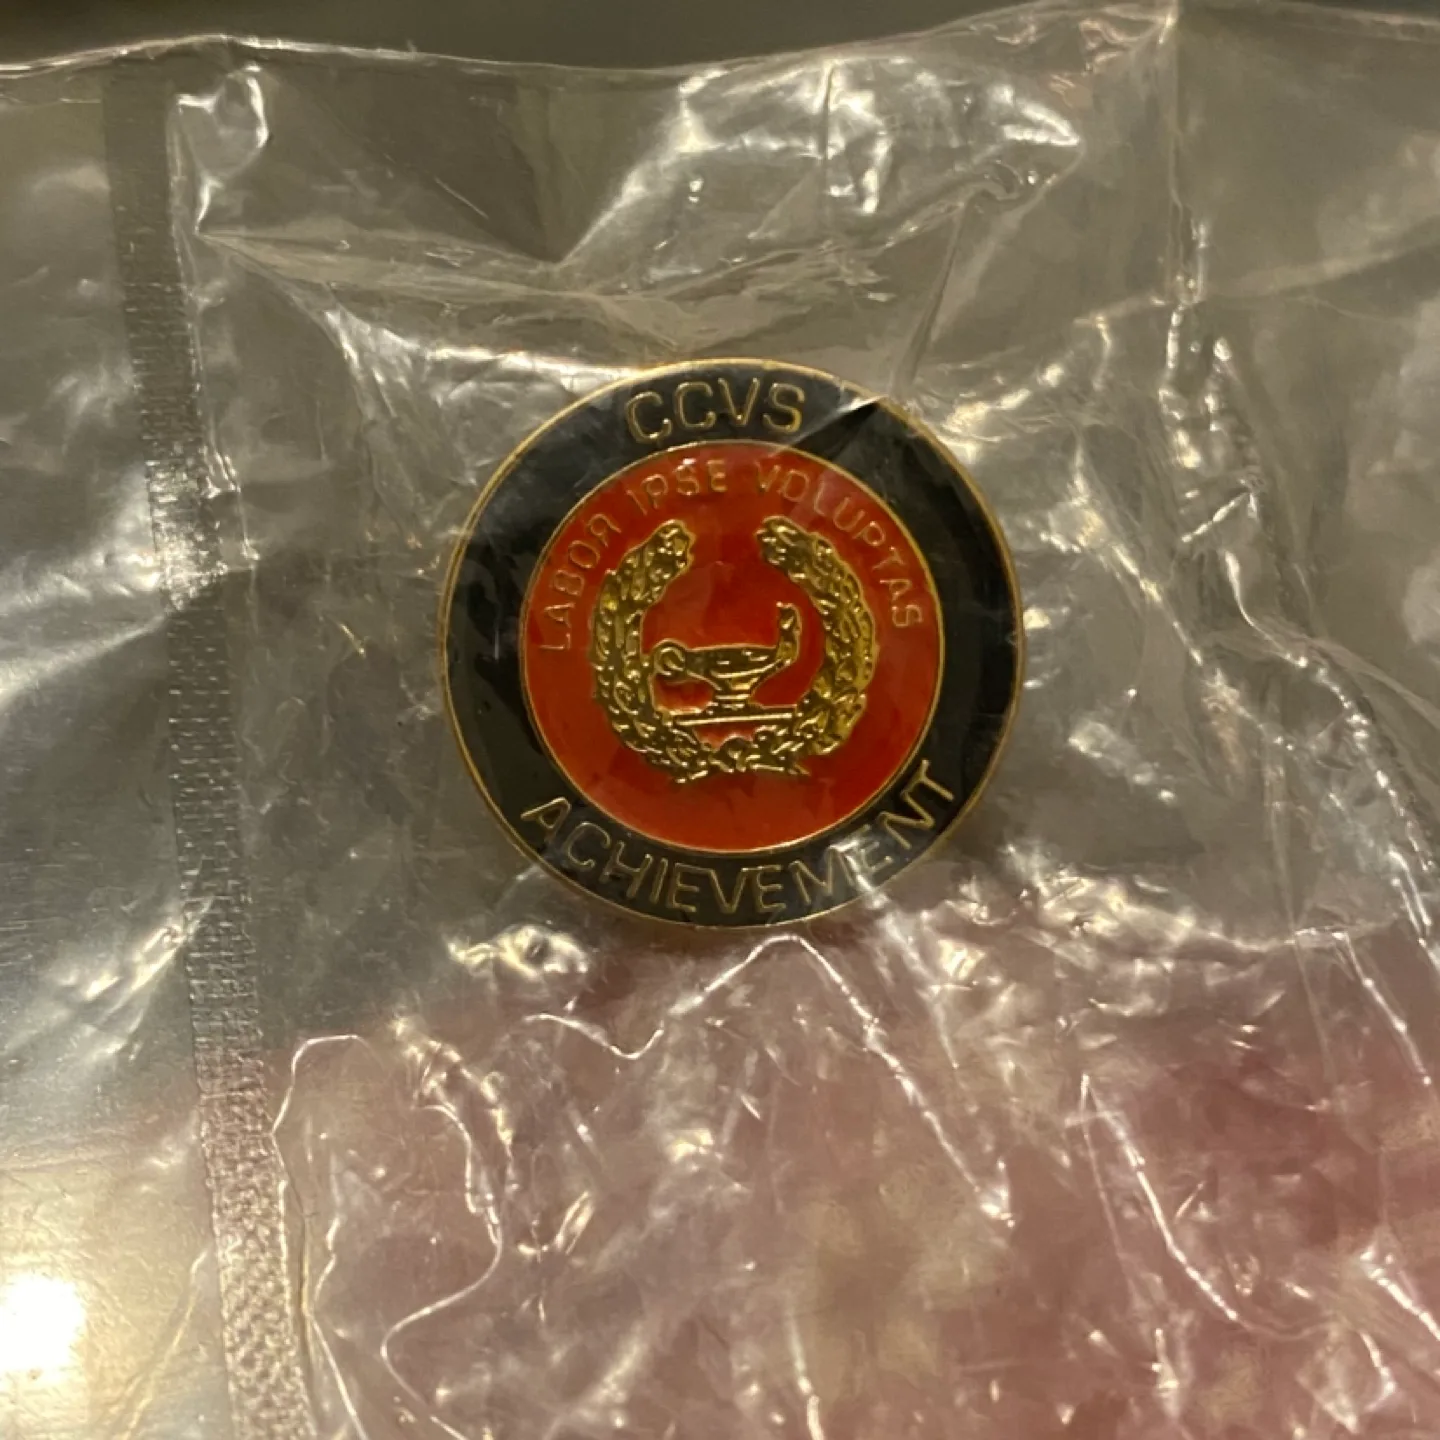 CCVS
LABOR IPSE VOLUPTAS
ACHIEVEMENT